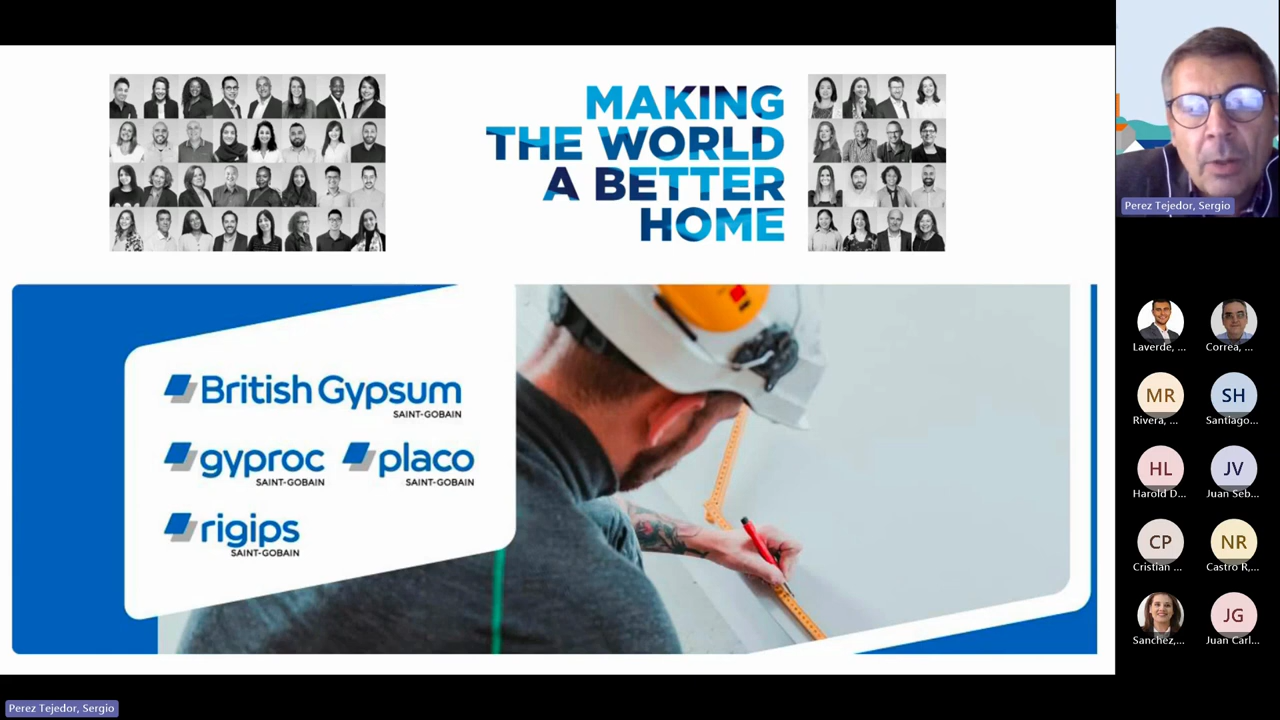 MAKING
THE WORLD
A BETTER
HOME
British Gypsum
SAINT-GOBAIN
gyproc
SAINT-GOBAIN
placo
SAINT-GOBAIN
rigips
SAINT-GOBAIN
Perez Tejedor, Sergio
Laverde, ...
Correa, ...
MR
Rivera, ...
SH
Santiago...
HL
Harold D...
JV
Juan Seb...
CP
Cristian ...
NR
Castro R,...
Sanchez,...
JG
Juan Carl...
Perez Tejedor, Sergio